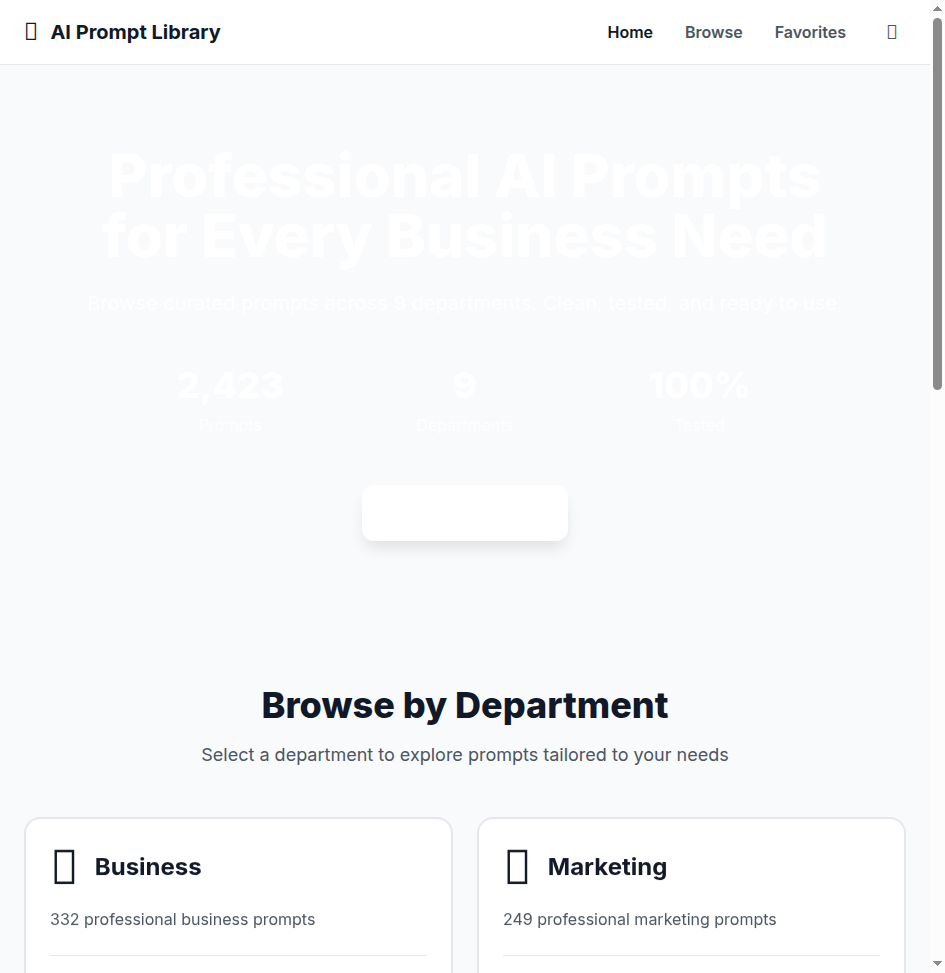 AI Prompt Library
Home Browse Favorites
Professional AI Prompts
for Every Business Need
Browse curated prompts across 9 departments. Clean, tested, and ready to use.
2,423 9 100%
Prompts Departments Tested
Browse by Department
Select a department to explore prompts tailored to your needs
Business Marketing
332 professional business prompts 249 professional marketing prompts